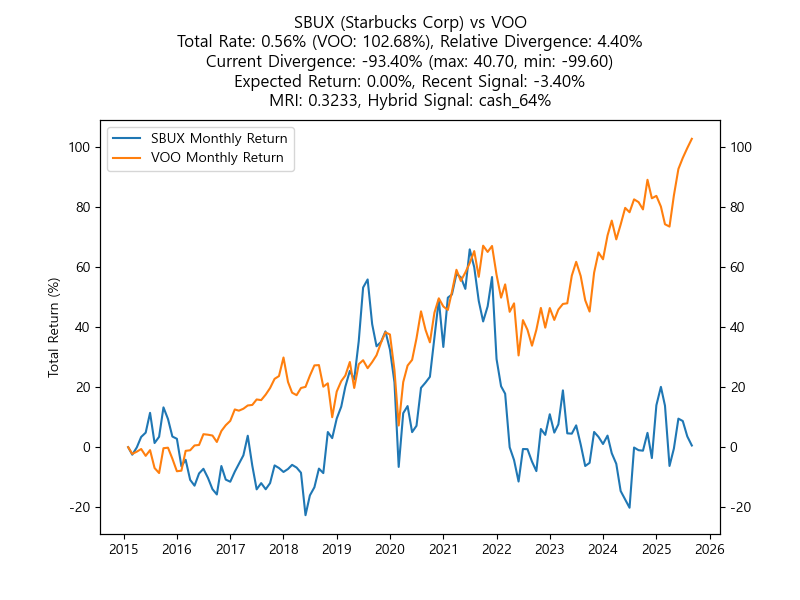 SBUX (Starbucks Corp) vs VOO
Total Rate: 0.56% (VOO: 102.68%), Relative Divergence: 4.40%
Current Divergence: -93.40% (max: 40.70, min: -99.60)
Expected Return: 0.00%, Recent Signal: -3.40%
MRI: 0.3233, Hybrid Signal: cash_64%
SBUX Monthly Return
VOO Monthly Return
Total Return (%)
100
80
60
40
20
0
-20
100
80
60
40
20
0
-20
2015 2016 2017 2018 2019 2020 2021 2022 2023 2024 2025 2026